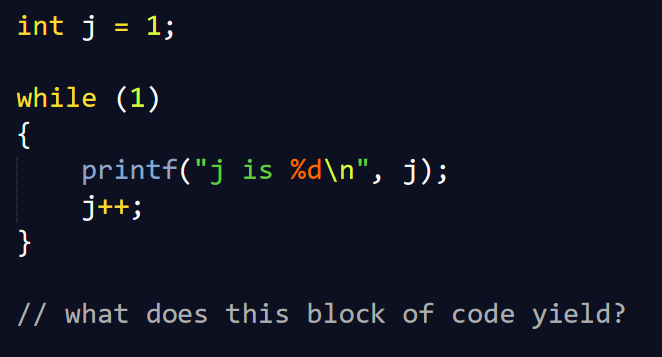 int j = 1;
while (1)
{
printf("j is %d\n", j);
j++;
}
// what does this block of code yield?